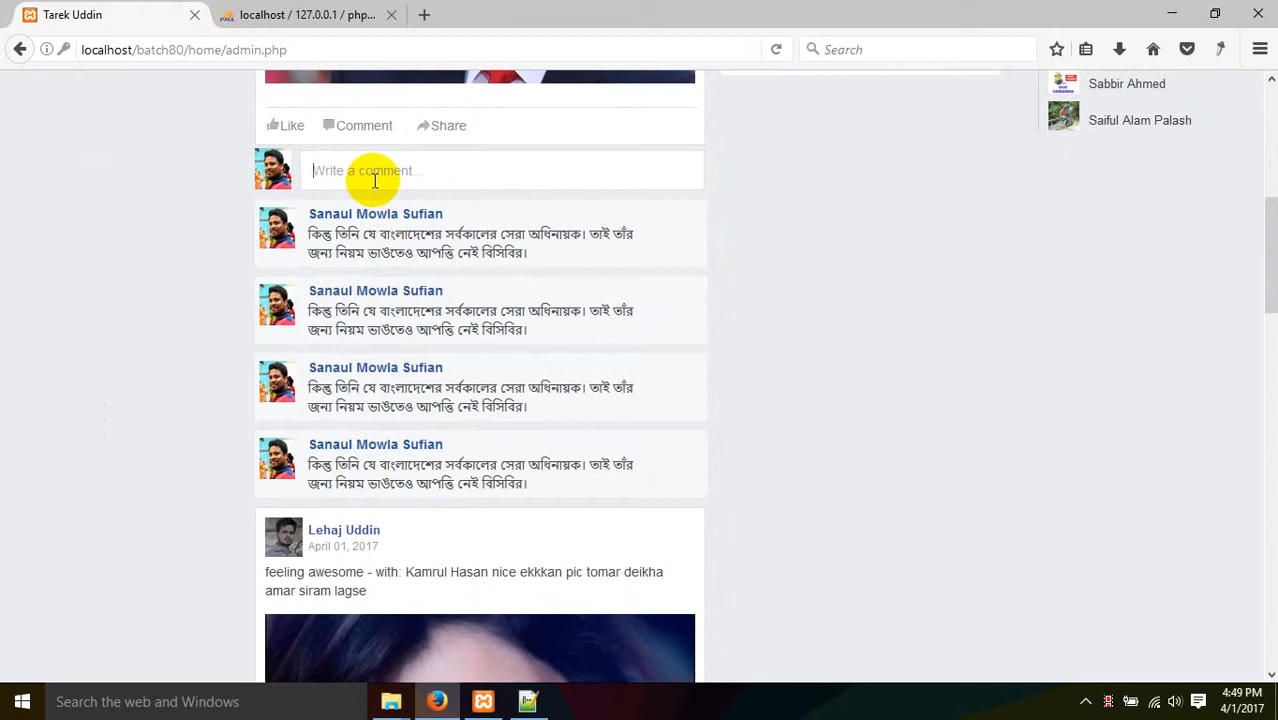 Tarek Uddin
localhost / 127.0.0.1 / php...
localhost/batch80/home/admin.php
Search
Sabbir Ahmed
Saiful Alam Palash
Like Comment Share
Write a comment...
Sanaul Mowla Sufian
কিন্তু তিনি যে বাংলাদেশের সর্বকালের সেরা অধিনায়ক। তাই তাঁর
জন্য নিয়ম ভাঙতেও আপত্তি নেই বিসিবির।
Sanaul Mowla Sufian
কিন্তু তিনি যে বাংলাদেশের সর্বকালের সেরা অধিনায়ক। তাই তাঁর
জন্য নিয়ম ভাঙতেও আপত্তি নেই বিসিবির।
Sanaul Mowla Sufian
কিন্তু তিনি যে বাংলাদেশের সর্বকালের সেরা অধিনায়ক। তাই তাঁর
জন্য নিয়ম ভাঙতেও আপত্তি নেই বিসিবির।
Sanaul Mowla Sufian
কিন্তু তিনি যে বাংলাদেশের সর্বকালের সেরা অধিনায়ক। তাই তাঁর
জন্য নিয়ম ভাঙতেও আপত্তি নেই বিসিবির।
Lehaj Uddin
April 01, 2017
feeling awesome - with: Kamrul Hasan nice ekkkan pic tomar deikha
amar siram lagse
Search the web and Windows
4:49 PM
4/1/2017